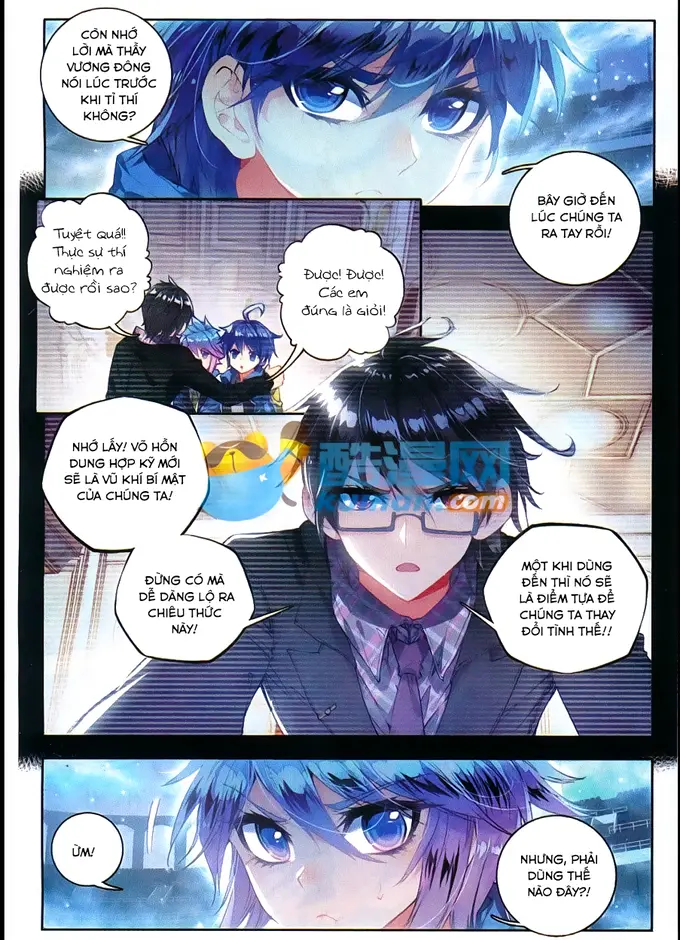 CÒN NHỚ
LỜI MÀ THẦY
VƯƠNG ĐÔNG
NÓI LÚC TRƯỚC
KHI TỈ THÍ
KHÔNG?
BÂY GIỜ ĐẾN
LÚC CHÚNG TA
RA TAY RỒI!
Tuyệt quá!!
Thực sự thí
nghiệm ra
được rồi sao?
Được! Được!
Các em
đúng là giỏi!
NHỚ LẤY! VÕ HỒN
DUNG HỢP KỸ MỚI
SẼ LÀ VŨ KHÍ BÍ MẬT
CỦA CHÚNG TA!
酷漫网
ĐỪNG CÓ MÀ
DỄ DÀNG LỘ RA
CHIÊU THỨC
NÀY!
MỘT KHI DÙNG
ĐẾN THÌ NÓ SẼ
LÀ ĐIỂM TỰA ĐỂ
CHÚNG TA THAY
ĐỔI TÌNH THẾ!!
ỪM!
NHƯNG, PHẢI
DÙNG THẾ
NÀO ĐÂY?!